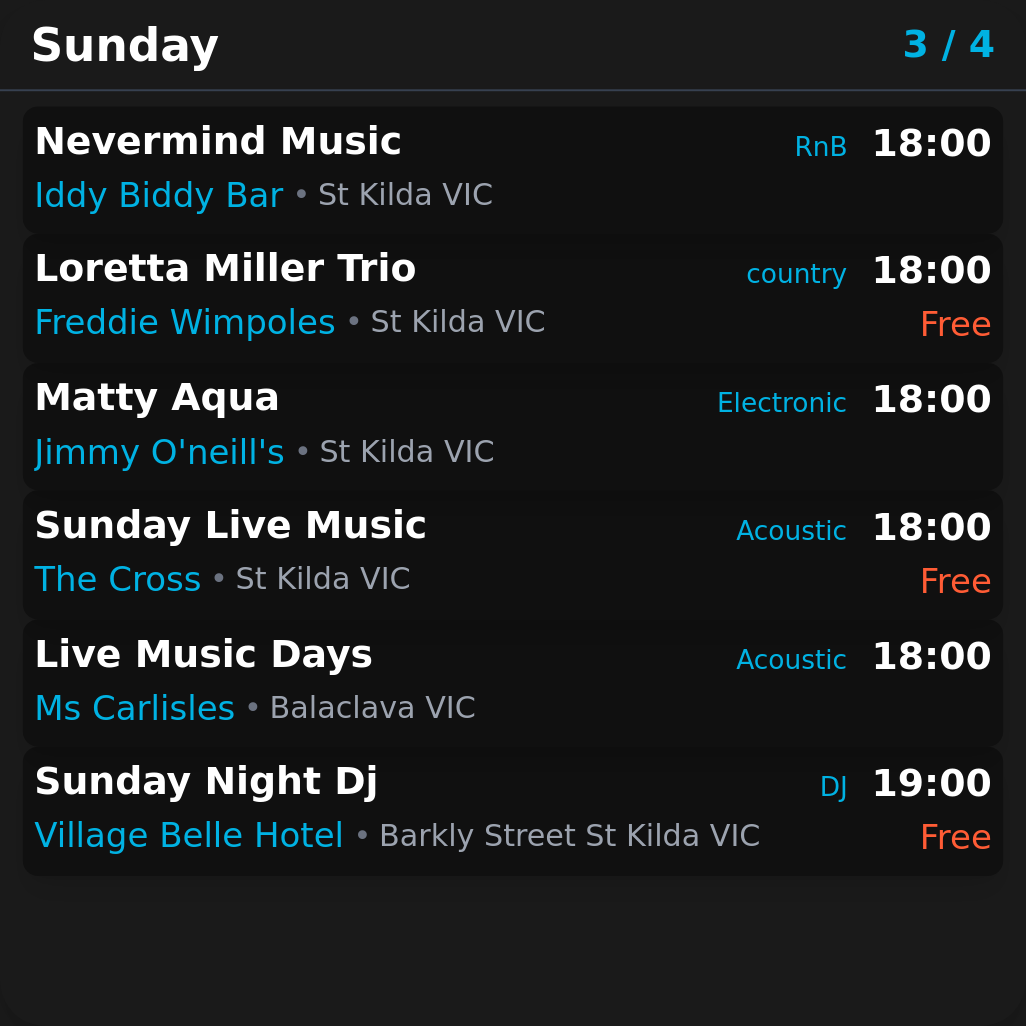 Sunday 3 / 4
Nevermind Music RnB 18:00
Iddy Biddy Bar • St Kilda VIC
Loretta Miller Trio country 18:00
Freddie Wimpoles • St Kilda VIC Free
Matty Aqua Electronic 18:00
Jimmy O'neill's • St Kilda VIC
Sunday Live Music Acoustic 18:00
The Cross • St Kilda VIC Free
Live Music Days Acoustic 18:00
Ms Carlisles • Balaclava VIC
Sunday Night Dj DJ 19:00
Village Belle Hotel • Barkly Street St Kilda VIC Free